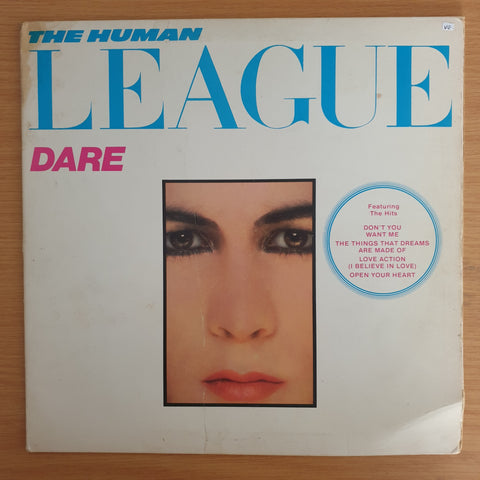 THE HUMAN
LEAGUE
DARE
Featuring
The Hits
DON'T YOU
WANT ME
THE THINGS THAT DREAMS
ARE MADE OF
LOVE ACTION
(I BELIEVE IN LOVE)
OPEN YOUR HEART